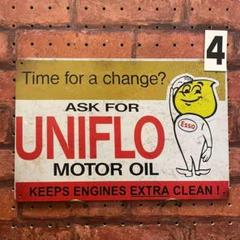 4
Time for a change?
ASK FOR
UNIFLO
MOTOR OIL
Esso
KEEPS ENGINES EXTRA CLEAN!